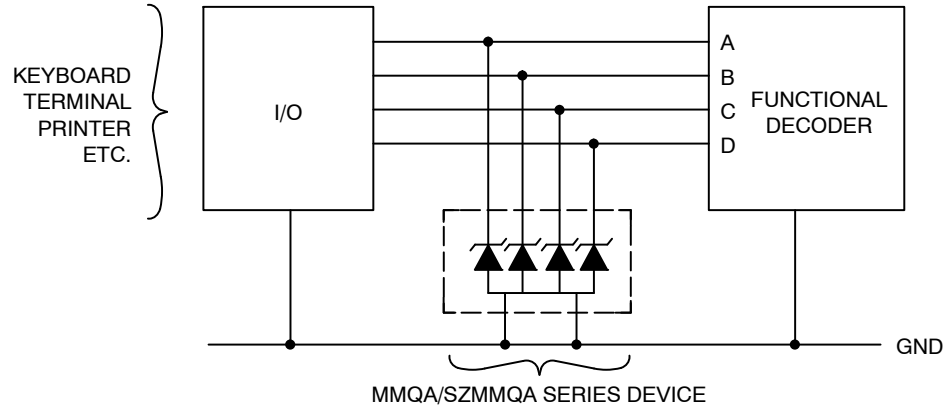 KEYBOARD
TERMINAL
PRINTER
ETC.
I/O
A
B
C
D
FUNCTIONAL
DECODER
GND
MMQA/SZMMQA SERIES DEVICE